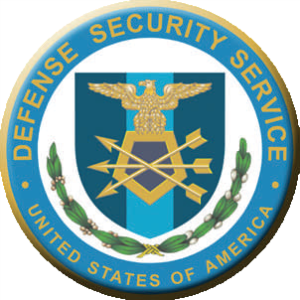 DEFENSE SECURITY SERVICE
UNITED STATES OF AMERICA